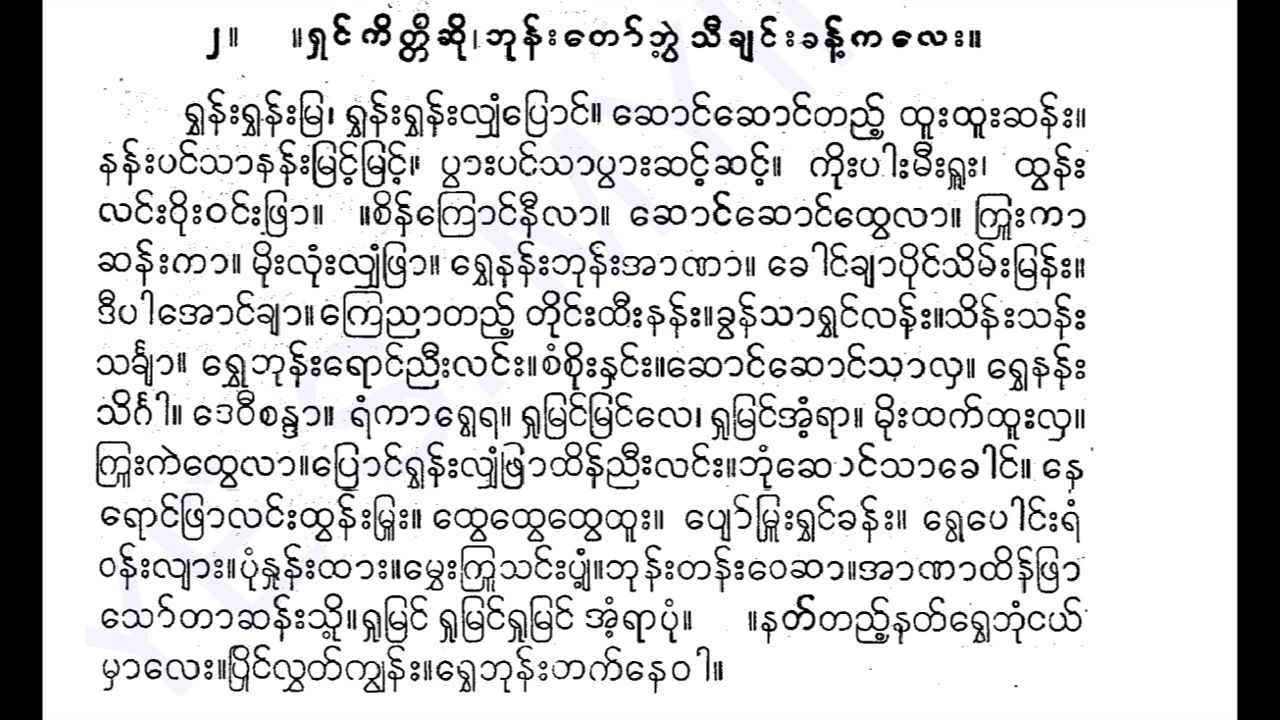 ၂။ ။ရှင်ကိတ္တိဆို၊ဘုန်းတော်ဘွဲ့သီချင်းခန့်ကလေး။
ရွှန်းရွှန်းမြ၊ ရွှန်းရွှန်းလျှံပြောင်။ ဆောင်ဆောင်တည့် ထူးထူးဆန်း။
နန်းပင်သာနန်းမြင့်မြင့်။ ပွားပင်သာပွားဆင့်ဆင့်။ ကိုးပါးမီးရှူး၊ ထွန်း
လင်းဝိုးဝင်းဖြာ။ ။စိန်ကြောင်နီလာ။ ဆောင်ဆောင်ထွေလာ။ ကြူးကာ
ဆန်းကာ။ မိုးလုံးလျှံဖြာ။ ရွှေနန်းဘုန်းအာဏာ။ ခေါင်ချာပိုင်သိမ်းမြန်း။
ဒီပါအောင်ချာ။ကြေညာတည့် တိုင်းထီးနန်း။ခွန်သာရွှင်လန်း။သိန်းသန်း
သင်္ချာ။ ရွှေဘုန်းရောင်ညီးလင်း။စံစိုးနှင်း။ဆောင်ဆောင်သာလှ။ ရွှေနန်း
သိင်္ဂါ။ ဒေဝီစန္ဒာ။ ရံကာရွေရ။ ရှုမြင်မြင်လေ၊ ရှုမြင်အံ့ရာ။ မိုးထက်ထူးလှ။
ကြူးကဲထွေလာ။ပြောင်ရွှန်းလျှံဖြာထိန်ညီးလင်း။ဘုံဆောင်သာခေါင်။ နေ
ရောင်ဖြာလင်းထွန်းမြူး။ ထွေထွေထွေထူး။ ပျော်မြူးရွှင်ခန်း။ ရွေပေါင်းရံ
ဝန်းလျား။ပုံနှုန်းထား။မွှေးကြူသင်းပျံ့။ဘုန်းတန်းဝေဆာ။အာဏာထိန်ဖြာ
သော်တာဆန်းသို့။ရှုမြင် ရှုမြင်ရှုမြင် အံ့ရာပုံ။ ။နတ်တည့်နတ်ရွှေဘုံငယ်
မှာလေး။ပြိုင်လွှတ်ကျွန်း။ရွှေဘုန်းတက်နေဝါ။